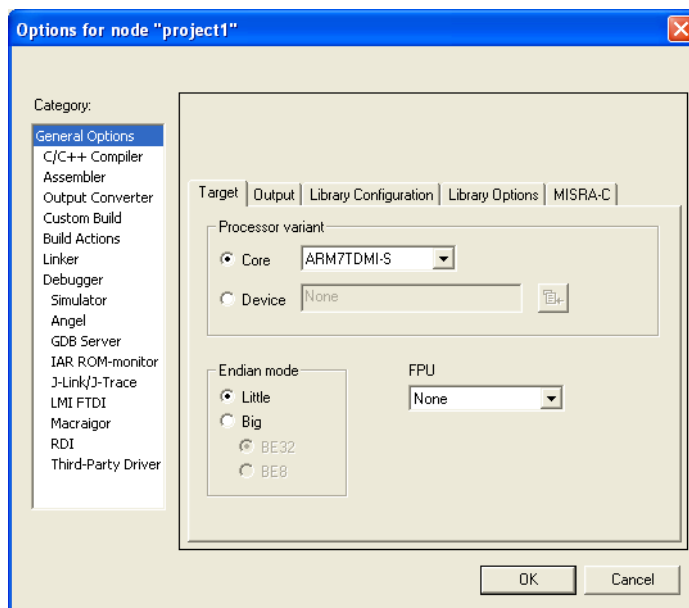 Options for node "project1"
Category:
General Options
C/C++ Compiler
Assembler
Output Converter
Custom Build
Build Actions
Linker
Debugger
Simulator
Angel
GDB Server
IAR ROM-monitor
J-Link/J-Trace
LMI FTDI
Macraigor
RDI
Third-Party Driver
Target Output Library Configuration Library Options MISRA-C
Processor variant
Core ARM7TDMI-S
Device None
Endian mode
Little
Big
BE32
BE8
FPU
None
OK Cancel